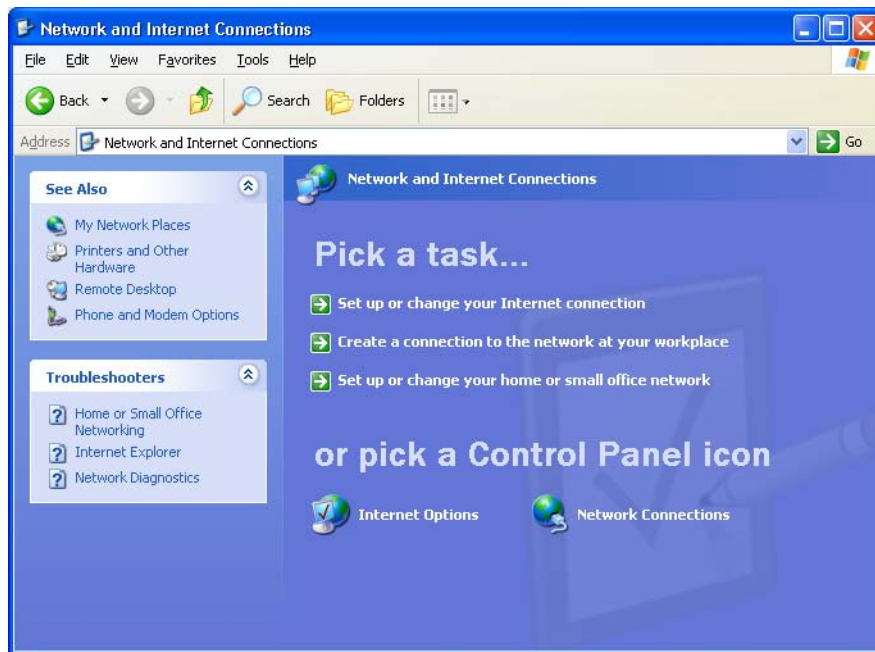 Network and Internet Connections
File Edit View Favorites Tools Help
Back Search Folders
Address Network and Internet Connections Go
See Also
My Network Places
Printers and Other
Hardware
Remote Desktop
Phone and Modem Options
Troubleshooters
Home or Small Office
Networking
Internet Explorer
Network Diagnostics
Network and Internet Connections
Pick a task...
Set up or change your Internet connection
Create a connection to the network at your workplace
Set up or change your home or small office network
or pick a Control Panel icon
Internet Options Network Connections